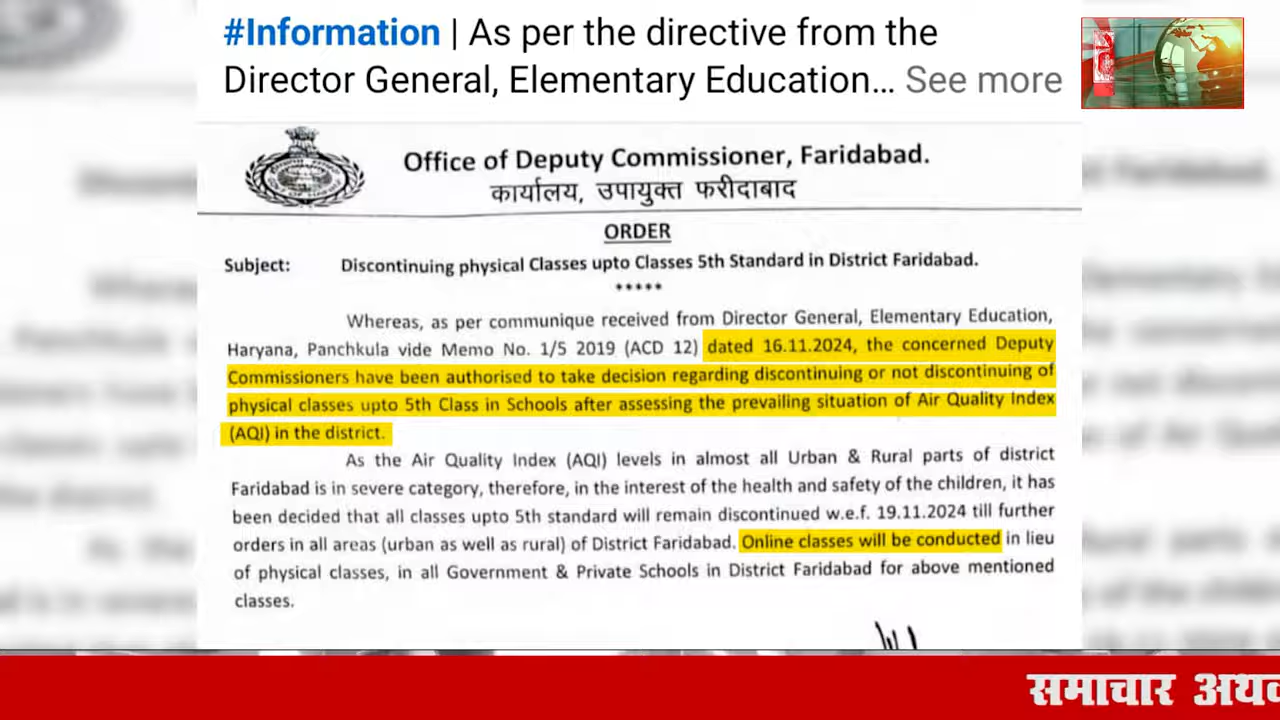 #Information | As per the directive from the
Director General, Elementary Education... See more
Office of Deputy Commissioner, Faridabad.
कार्यालय, उपायुक्त फरीदाबाद
ORDER
Subject: Discontinuing physical Classes upto Classes 5th Standard in District Faridabad.
*****
Whereas, as per communique received from Director General, Elementary Education,
Haryana, Panchkula vide Memo No. 1/5 2019 (ACD 12) dated 16.11.2024, the concerned Deputy
Commissioners have been authorised to take decision regarding discontinuing or not discontinuing of
physical classes upto 5th Class in Schools after assessing the prevailing situation of Air Quality Index
(AQI) in the district.
As the Air Quality Index (AQI) levels in almost all Urban & Rural parts of district
Faridabad is in severe category, therefore, in the interest of the health and safety of the children, it has
been decided that all classes upto 5th standard will remain discontinued w.e.f. 19.11.2024 till further
orders in all areas (urban as well as rural) of District Faridabad. Online classes will be conducted in lieu
of physical classes, in all Government & Private Schools in District Faridabad for above mentioned
classes.
समाचार